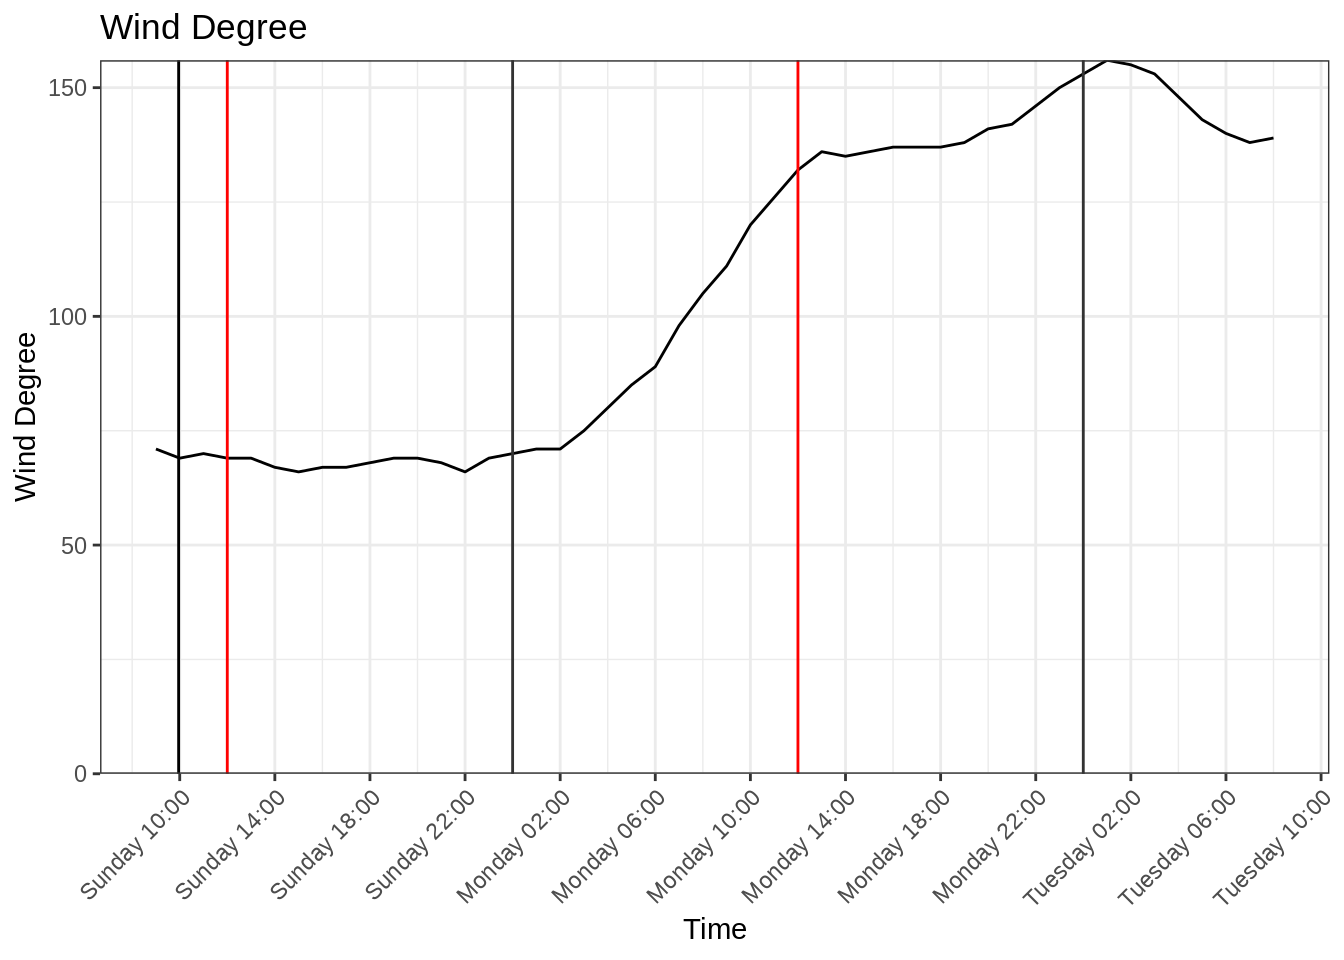 Wind Degree
Wind Degree
150
100
50
0
Sunday 10:00
Sunday 14:00
Sunday 18:00
Sunday 22:00
Monday 02:00
Monday 06:00
Monday 10:00
Monday 14:00
Monday 18:00
Monday 22:00
Tuesday 02:00
Tuesday 06:00
Tuesday 10:00
Time